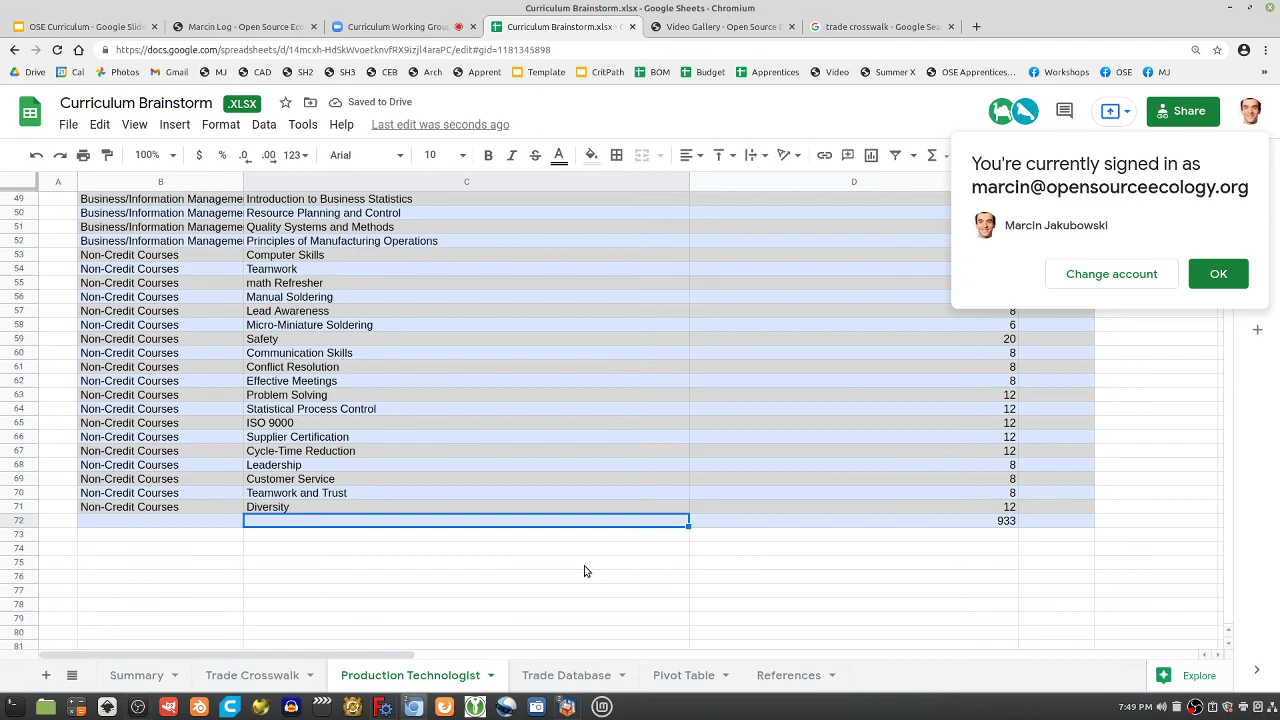 Curriculum Brainstorm.xlsx - Google Sheets - Chromium
OSE Curriculum - Google Slide
Marcin Log - Open Source Eco
Curriculum Working Grou
Curriculum Brainstorm.xlsx - G
Video Gallery - Open Source E
trade crosswalk - Google Sea
https://docs.google.com/spreadsheets/d/14mcxh-HdSkWvoetknvfRX9izjl4araPC/edit#gid=1181345898
Drive
Cal
Photos
Gmail
MJ
CAD
SH2
SH3
CEB
Arch
Apprent
Template
CritPath
BOM
Budget
Apprentices
Video
Summer X
OSE Apprentices...
Workshops
OSE
MJ
Curriculum Brainstorm
.XLSX
Saved to Drive
File Edit View Insert Format Data Tools Help
Last edit was seconds ago
Share
100%
$ % .0 .00 123
Arial
10
You're currently signed in as
marcin@opensourceecology.org
Marcin Jakubowski
Change account
OK
A B C D
49 Business/Information Manageme Introduction to Business Statistics
50 Business/Information Manageme Resource Planning and Control
51 Business/Information Manageme Quality Systems and Methods
52 Business/Information Manageme Principles of Manufacturing Operations
53 Non-Credit Courses Computer Skills
54 Non-Credit Courses Teamwork
55 Non-Credit Courses math Refresher
56 Non-Credit Courses Manual Soldering
57 Non-Credit Courses Lead Awareness 8
58 Non-Credit Courses Micro-Miniature Soldering 6
59 Non-Credit Courses Safety 20
60 Non-Credit Courses Communication Skills 8
61 Non-Credit Courses Conflict Resolution 8
62 Non-Credit Courses Effective Meetings 8
63 Non-Credit Courses Problem Solving 12
64 Non-Credit Courses Statistical Process Control 12
65 Non-Credit Courses ISO 9000 12
66 Non-Credit Courses Supplier Certification 12
67 Non-Credit Courses Cycle-Time Reduction 12
68 Non-Credit Courses Leadership 8
69 Non-Credit Courses Customer Service 8
70 Non-Credit Courses Teamwork and Trust 8
71 Non-Credit Courses Diversity 12
72 933
73
74
75
76
77
78
79
80
81
Summary
Trade Crosswalk
Production Technologist
Trade Database
Pivot Table
References
Explore
7:49 PM